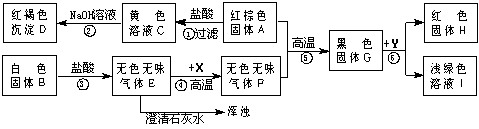 红褐色沉淀D NaOH溶液 ② 黄色溶液C 盐酸 ①过滤 红棕色固体A
高温 ⑤ 黑色固体G +Y ⑥ 红色固体H
白色固体B 盐酸 ③ 无色无味气体E +X ④高温 无色无味气体P 浅绿色溶液I
澄清石灰水 浑浊